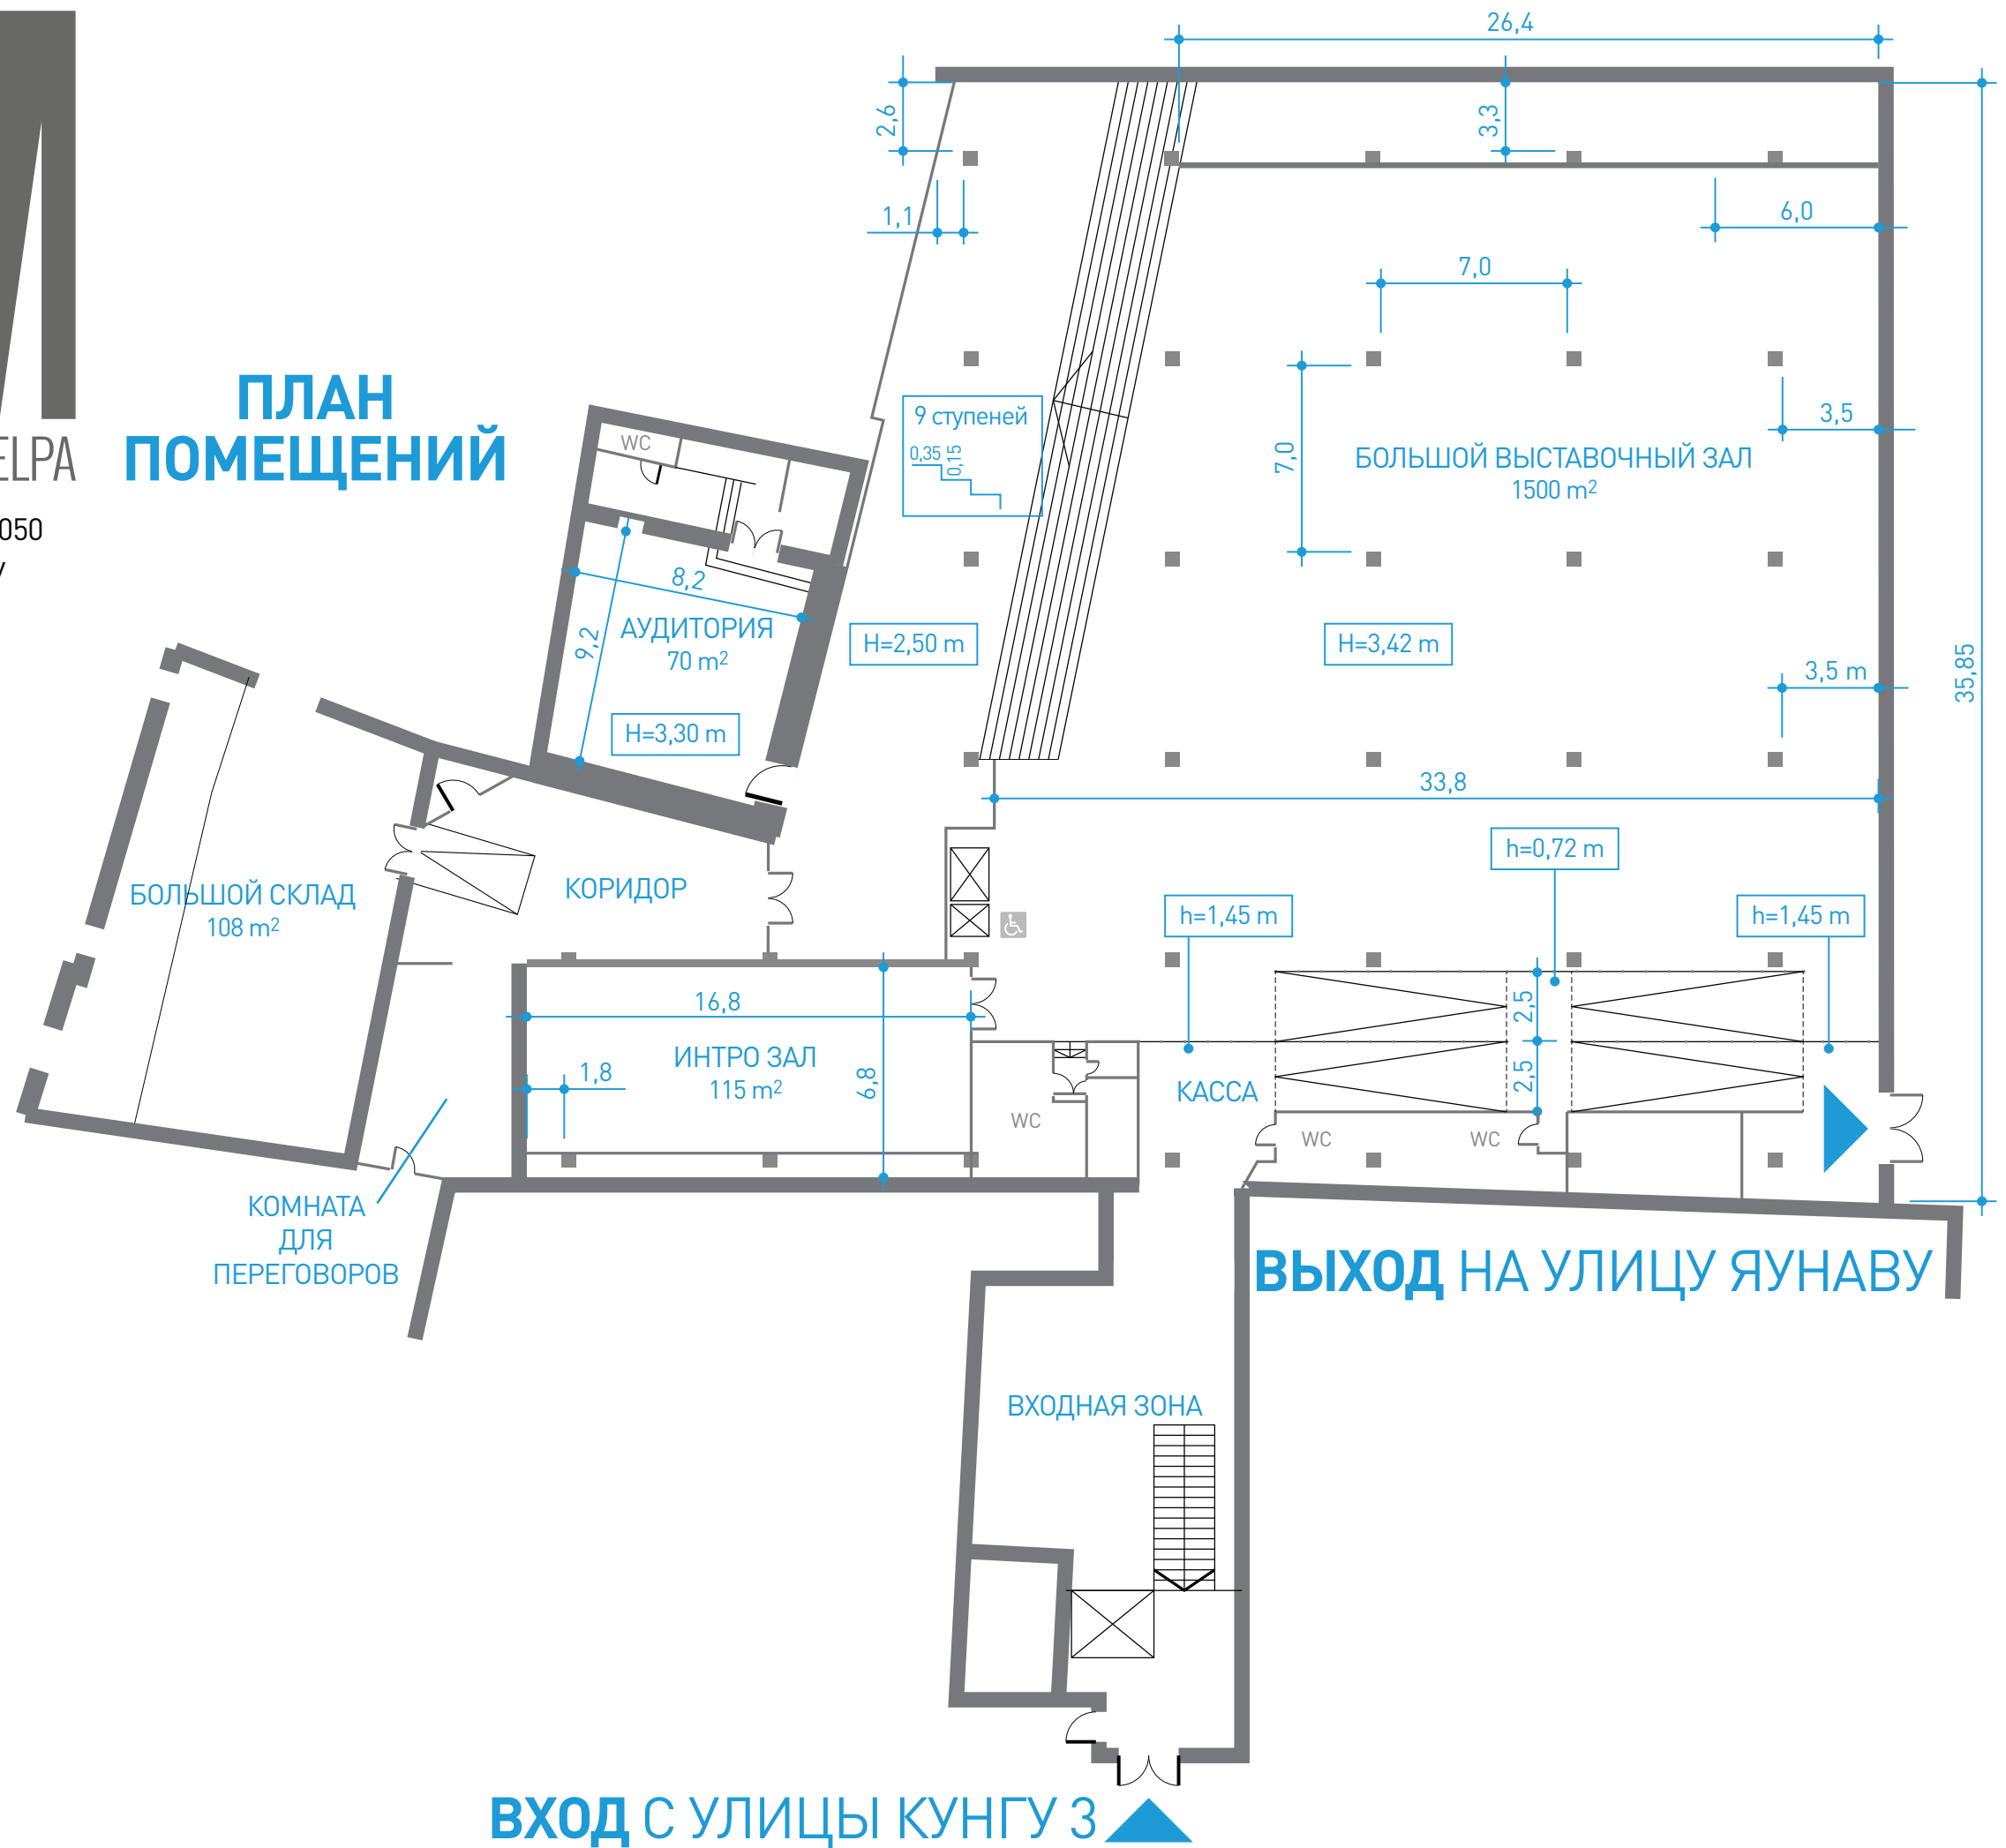 ELPA
050
ПЛАН
ПОМЕЩЕНИЙ
26,4
2,6
3,3
1,1
6,0
7,0
3,5
7,0
WC
9 ступеней
0,35
0,15
БОЛЬШОЙ ВЫСТАВОЧНЫЙ ЗАЛ
1500 m²
8,2
9,2
АУДИТОРИЯ
70 m²
H=3,30 m
H=2,50 m
H=3,42 m
3,5 m
35,85
33,8
h=0,72 m
h=1,45 m
h=1,45 m
БОЛЬШОЙ СКЛАД
108 m²
КОРИДОР
16,8
ИНТРО ЗАЛ
115 m²
1,8
6,8
2,5
2,5
КАССА
WC
WC
WC
КОМНАТА
ДЛЯ
ПЕРЕГОВОРОВ
ВЫХОД НА УЛИЦУ ЯУНАВУ
ВХОДНАЯ ЗОНА
ВХОД С УЛИЦЫ КУНГУ 3